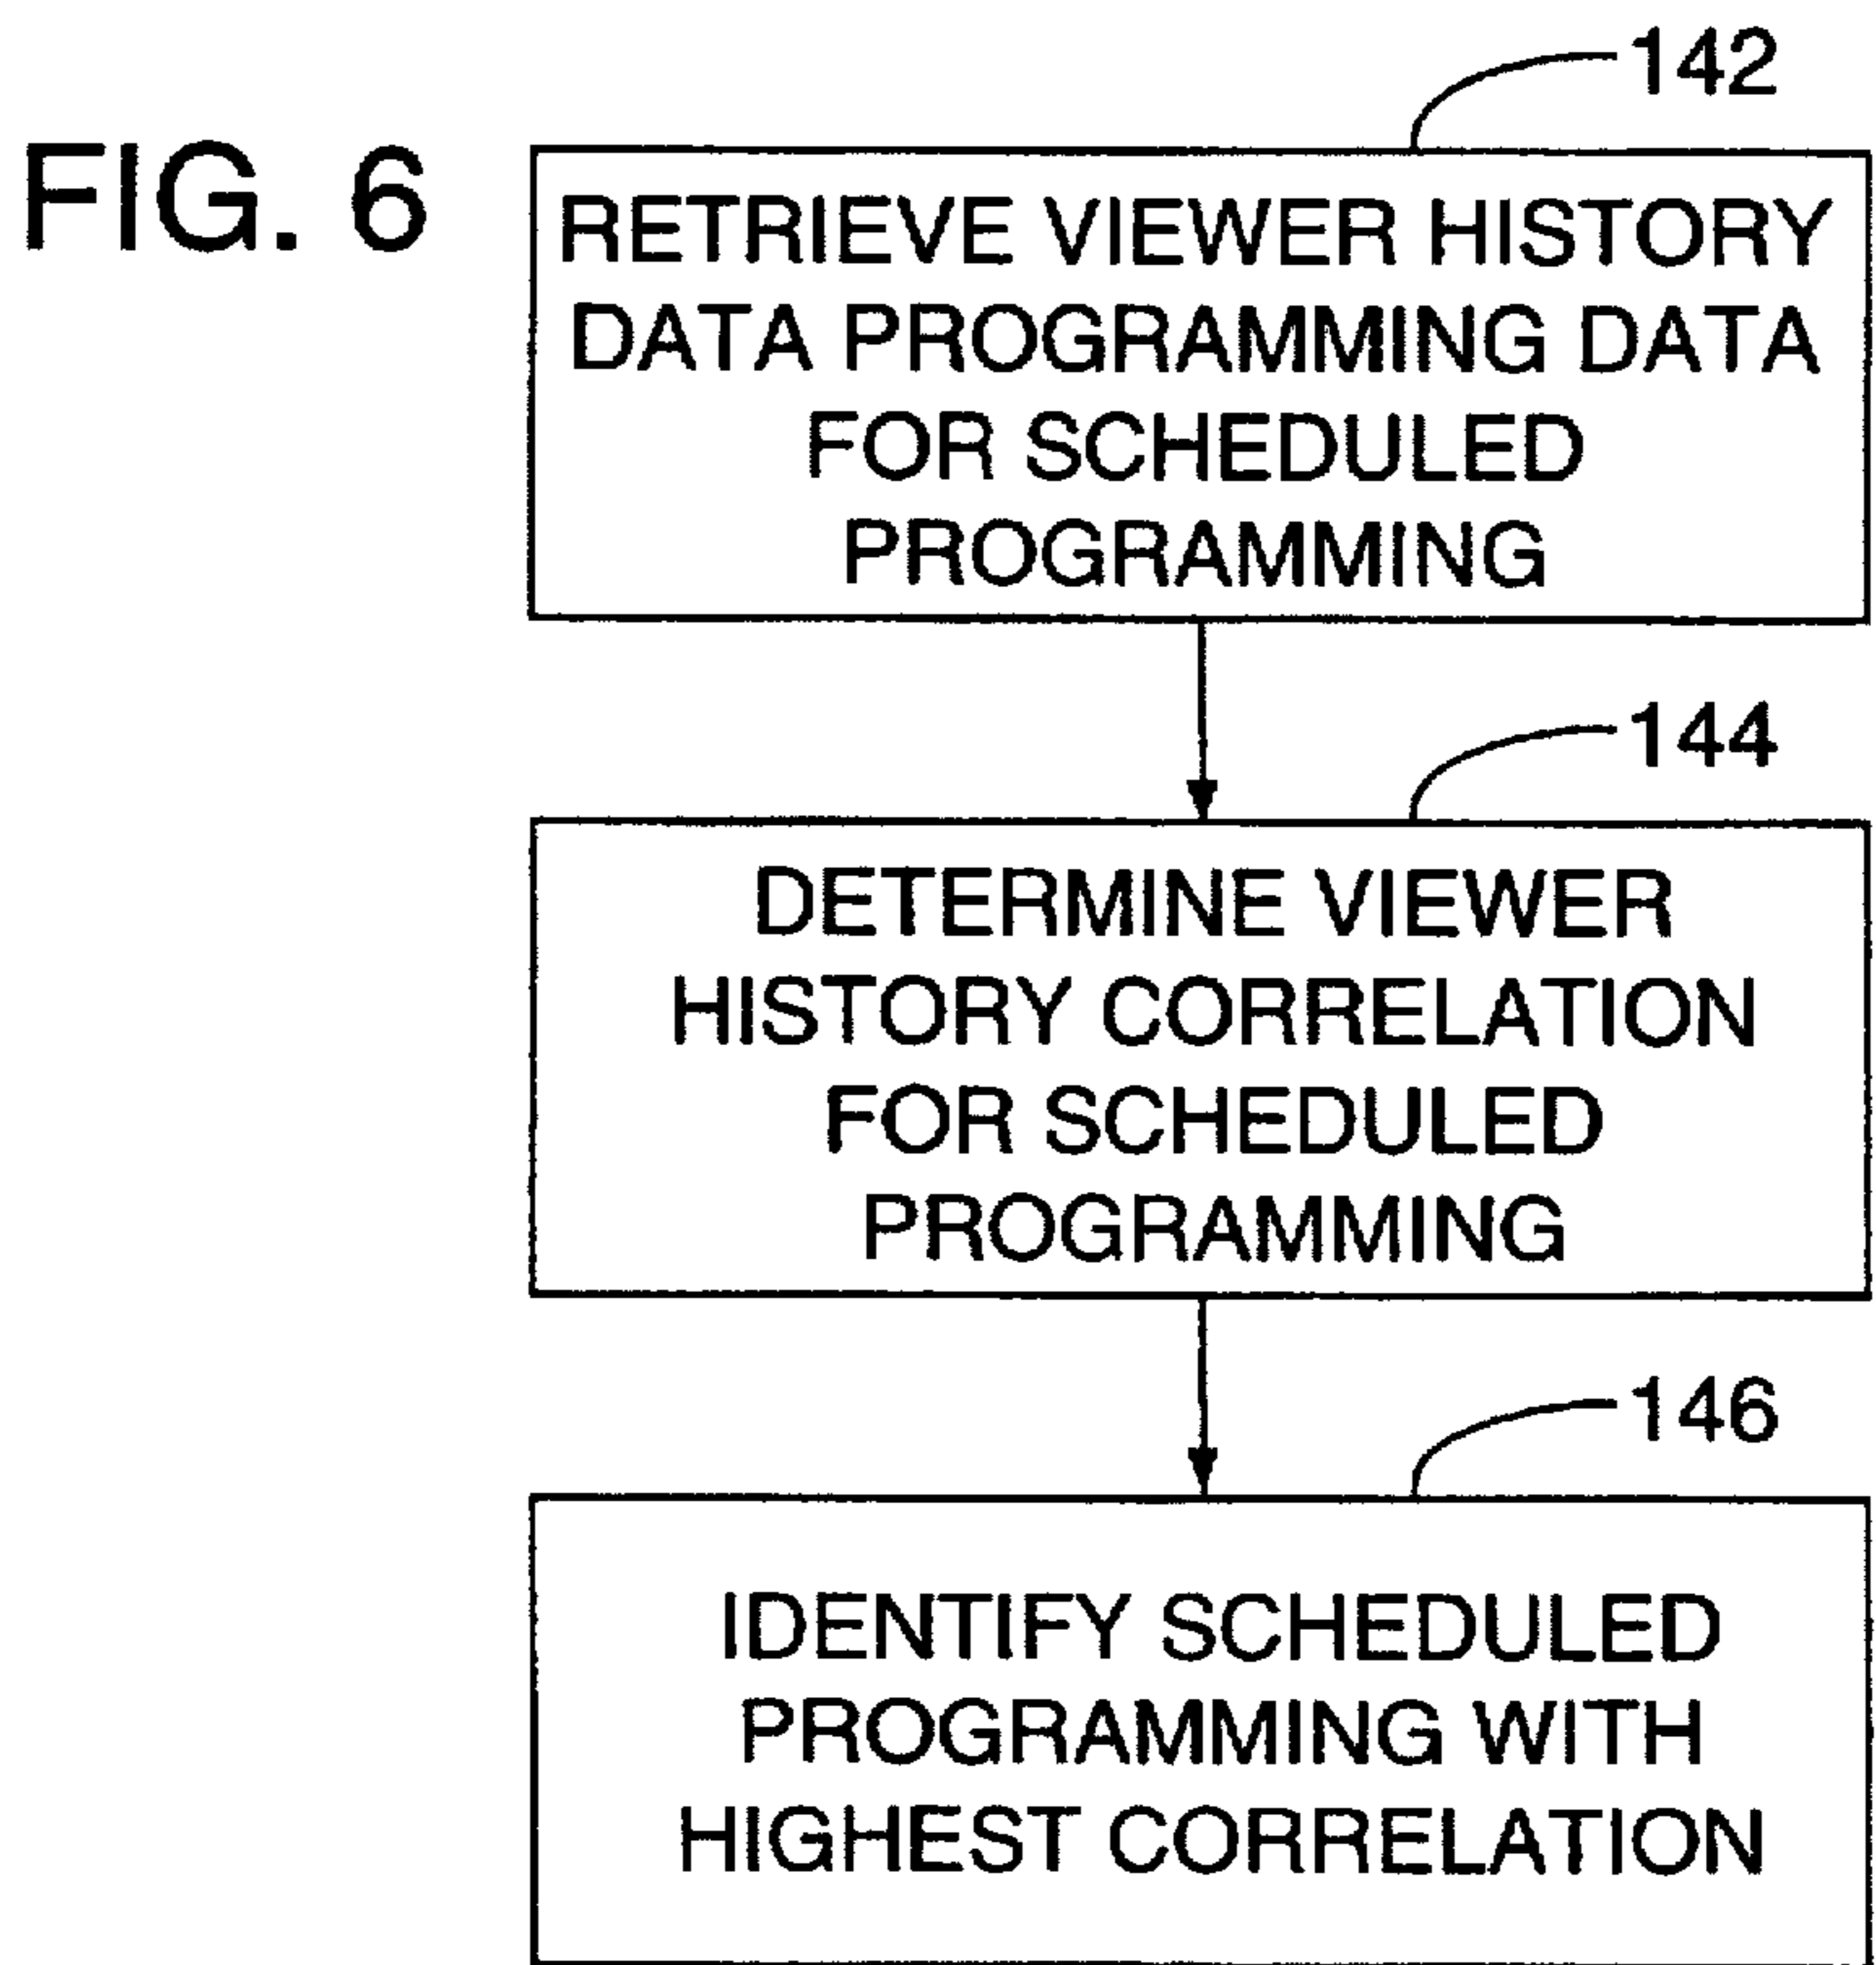 FIG. 6
142
RETRIEVE VIEWER HISTORY
DATA PROGRAMMING DATA
FOR SCHEDULED
PROGRAMMING
144
DETERMINE VIEWER
HISTORY CORRELATION
FOR SCHEDULED
PROGRAMMING
146
IDENTIFY SCHEDULED
PROGRAMMING WITH
HIGHEST CORRELATION